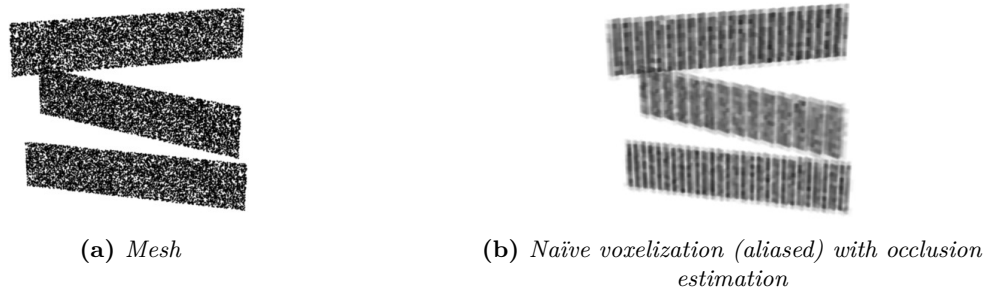 (a) Mesh
(b) Naïve voxelization (aliased) with occlusion
estimation